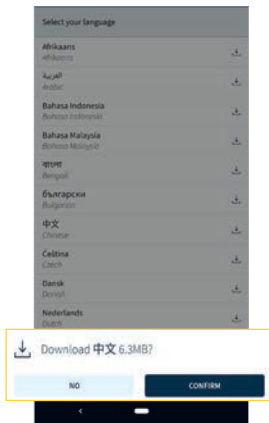 Select your language
Afrikaans
Afrikaans
العربية
Arabic
Bahasa Indonesia
Bahasa Indonesia
Bahasa Malaysia
Bahasa Malaysia
বাংলা
Bengali
български
Bulgarian
中文
Chinese
Čeština
Czech
Dansk
Danish
Nederlands
Dutch
Download 中文 6.3MB?
NO
CONFIRM